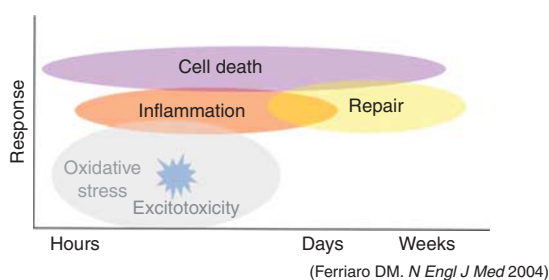 Response
Cell death
Inflammation
Repair
Oxidative
stress
Excitotoxicity
Hours
Days
Weeks
(Ferriaro DM. N Engl J Med 2004)